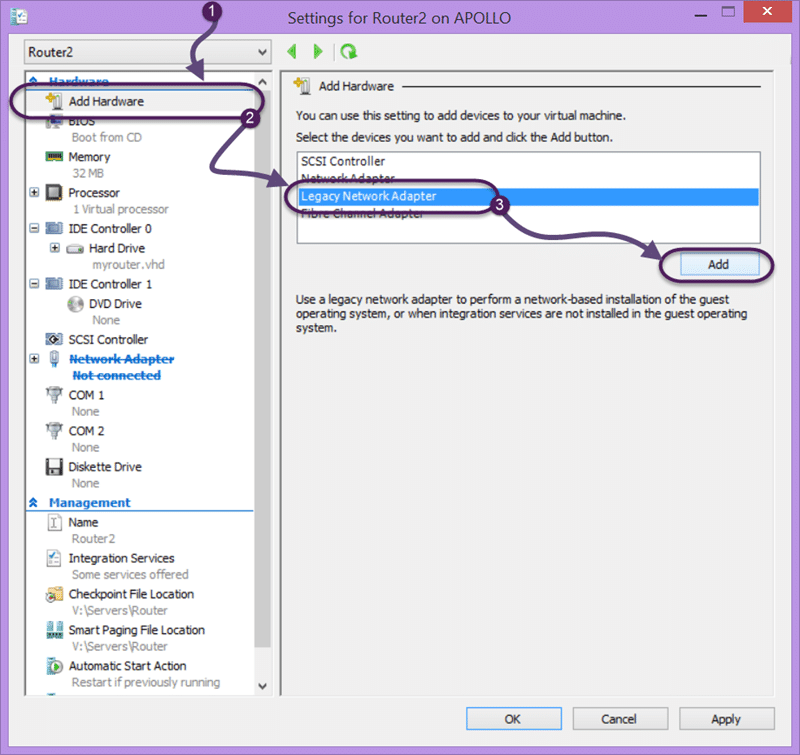 Settings for Router2 on APOLLO
1
Router2
Hardware
Add Hardware
2
BIOS
Boot from CD
Memory
32 MB
Processor
1 Virtual processor
IDE Controller 0
Hard Drive
myrouter.vhd
IDE Controller 1
DVD Drive
None
SCSI Controller
Network Adapter
Not connected
COM 1
None
COM 2
None
Diskette Drive
None
Management
Name
Router2
Integration Services
Some services offered
Checkpoint File Location
V:\Servers\Router
Smart Paging File Location
V:\Servers\Router
Automatic Start Action
Restart if previously running
Add Hardware
You can use this setting to add devices to your virtual machine.
Select the devices you want to add and click the Add button.
SCSI Controller
Network Adapter
Legacy Network Adapter
3
Fibre Channel Adapter
Add
Use a legacy network adapter to perform a network-based installation of the guest
operating system, or when integration services are not installed in the guest operating
system.
OK
Cancel
Apply